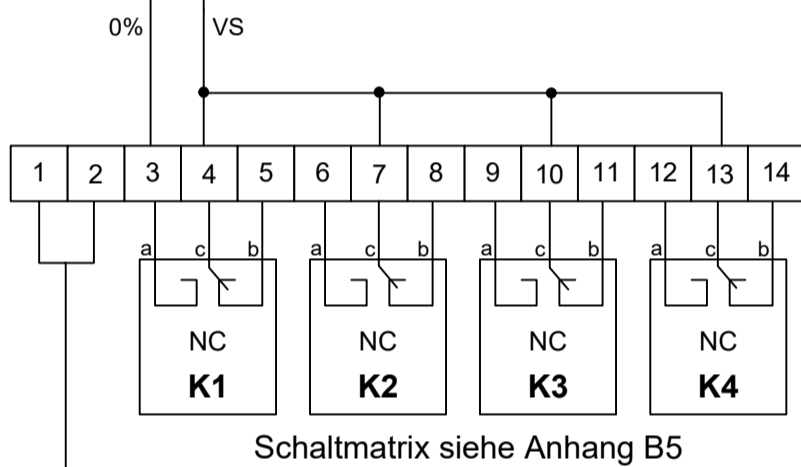 0% VS
1 2 3 4 5 6 7 8 9 10 11 12 13 14
a c b a c b a c b a c b
NC NC NC NC
K1 K2 K3 K4
Schaltmatrix siehe Anhang B5